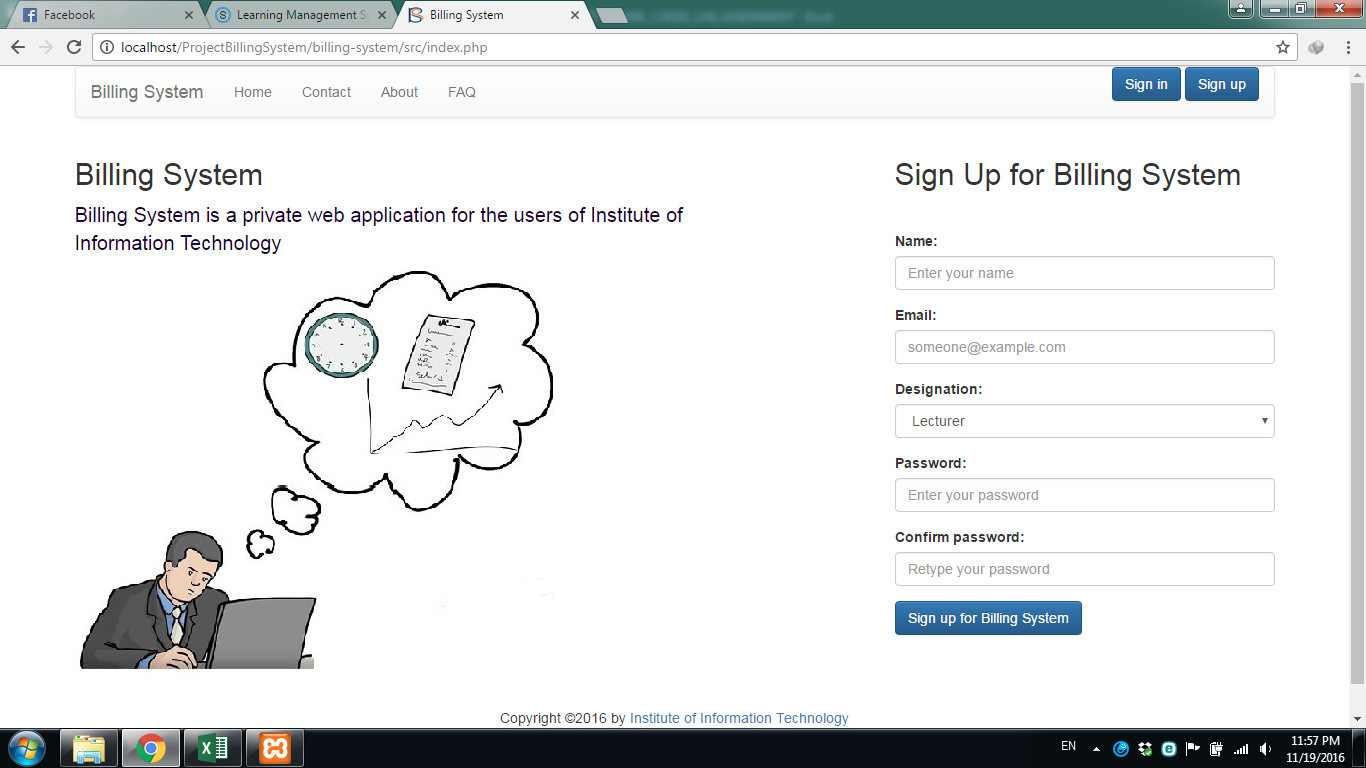 Facebook
Learning Management S
Billing System
localhost/ProjectBillingSystem/billing-system/src/index.php
Billing System Home Contact About FAQ Sign in Sign up
Billing System
Billing System is a private web application for the users of Institute of
Information Technology
Sign Up for Billing System
Name:
Enter your name
Email:
someone@example.com
Designation:
Lecturer
Password:
Enter your password
Confirm password:
Retype your password
Sign up for Billing System
Copyright ©2016 by Institute of Information Technology
EN
11:57 PM
11/19/2016